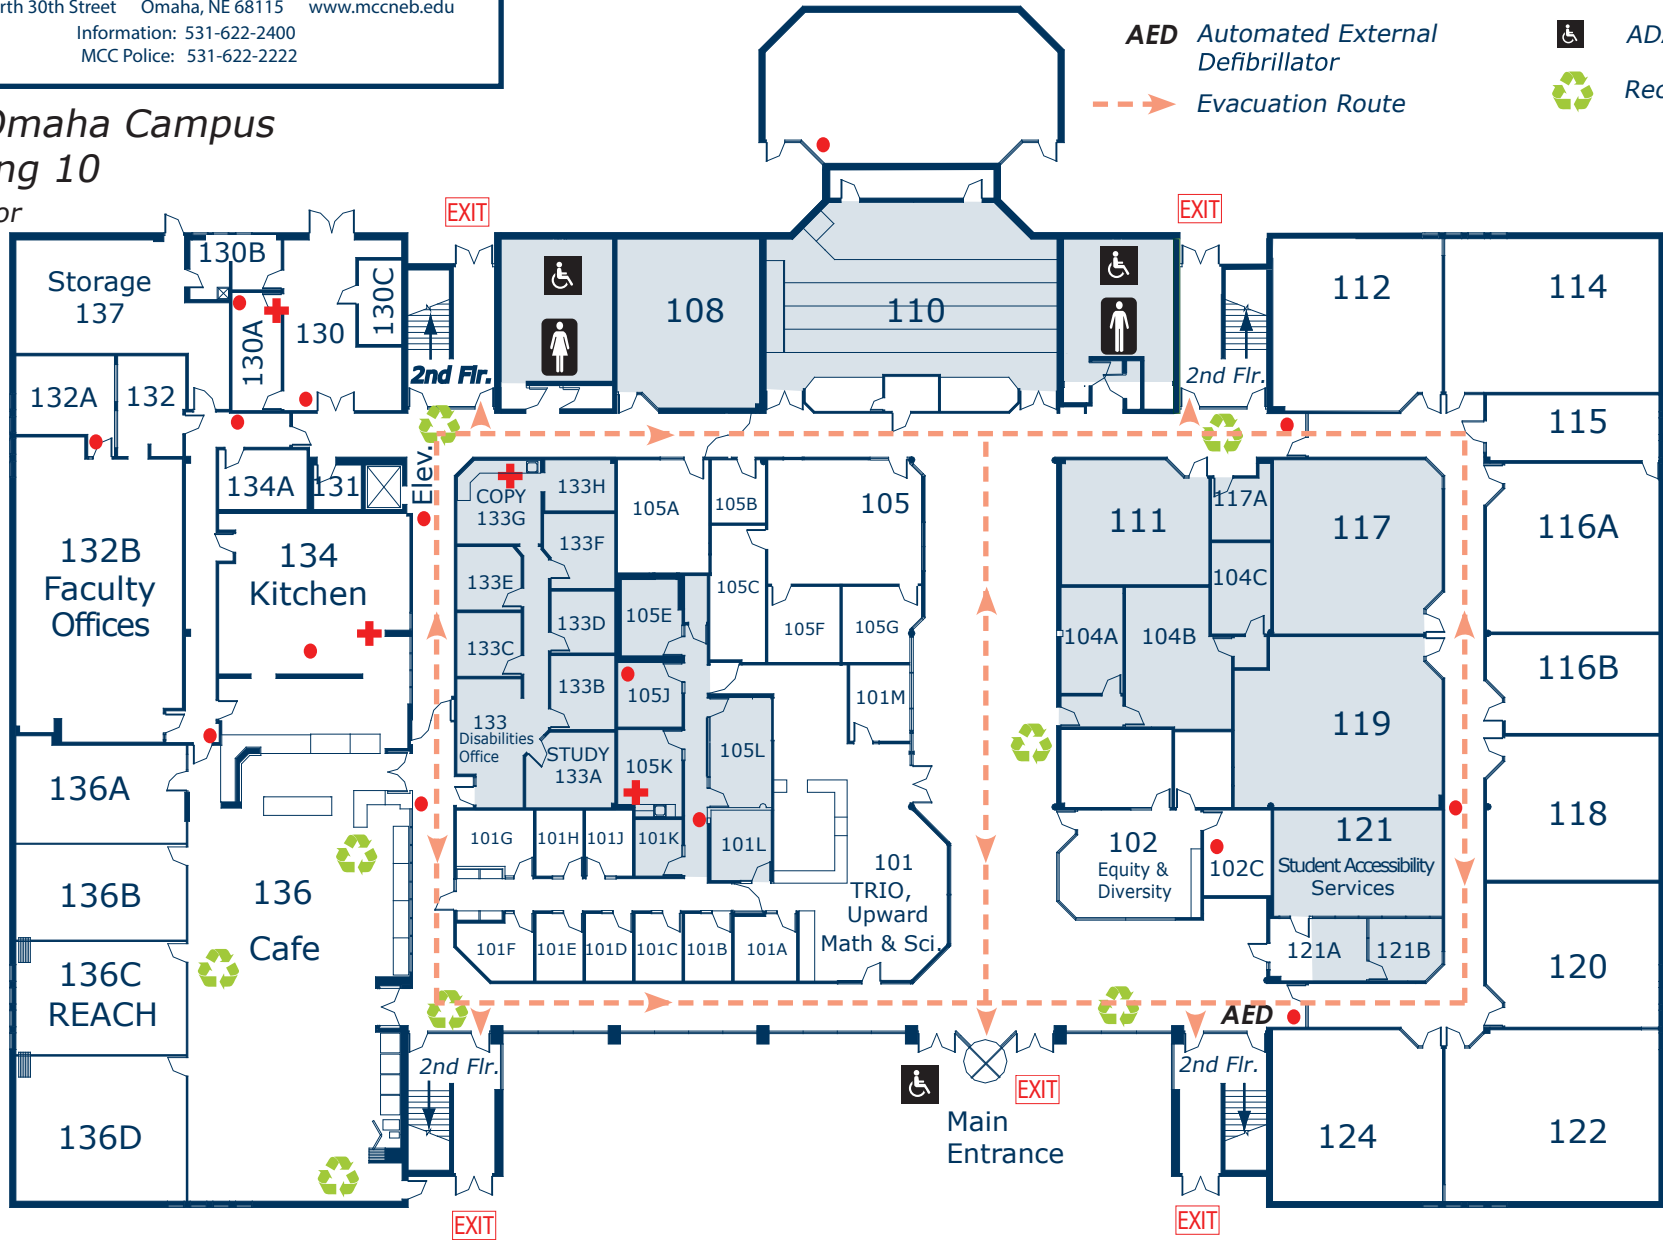 30th Street Omaha, NE 68115 www.mccneb.edu
Information: 531-622-2400
MCC Police: 531-622-2222
AED Automated External
Defibrillator
Evacuation Route
Omaha Campus
10
EXIT
EXIT
Storage
137
130B
130A
130
130C
2nd Flr.
108
110
2nd Flr.
112
114
132A
132
115
134A
131
Elev.
COPY
133G
133H
105A
105B
105
111
117A
117
116A
132B
Faculty
Offices
134
Kitchen
133E
133F
105C
104C
133C
133D
105E
105F
105G
104A
104B
116B
133
Disabilities
Office
133B
105J
101M
119
STUDY
133A
105K
105L
136A
118
101G
101H
101J
101K
101L
101
TRIO,
Upward
Math & Sci.
102
Equity &
Diversity
102C
121
Student Accessibility
Services
136B
136
Cafe
101F
101E
101D
101C
101B
101A
121A
121B
136C
REACH
120
AED
2nd Flr.
2nd Flr.
EXIT
Main
Entrance
136D
124
122
EXIT
EXIT